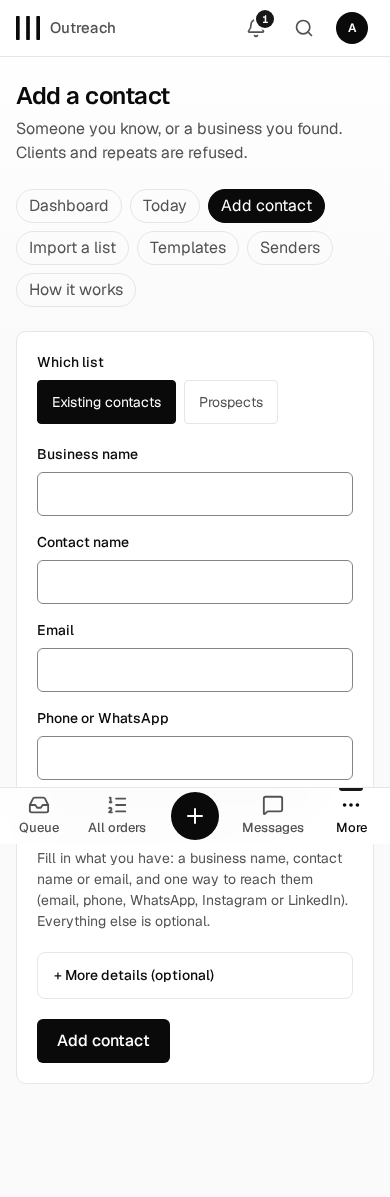 Outreach
1
A
Add a contact
Someone you know, or a business you found.
Clients and repeats are refused.
Dashboard
Today
Add contact
Import a list
Templates
Senders
How it works
Which list
Existing contacts
Prospects
Business name
Contact name
Email
Phone or WhatsApp
Queue
All orders
Messages
More
Fill in what you have: a business name, contact
name or email, and one way to reach them
(email, phone, WhatsApp, Instagram or LinkedIn).
Everything else is optional.
+ More details (optional)
Add contact